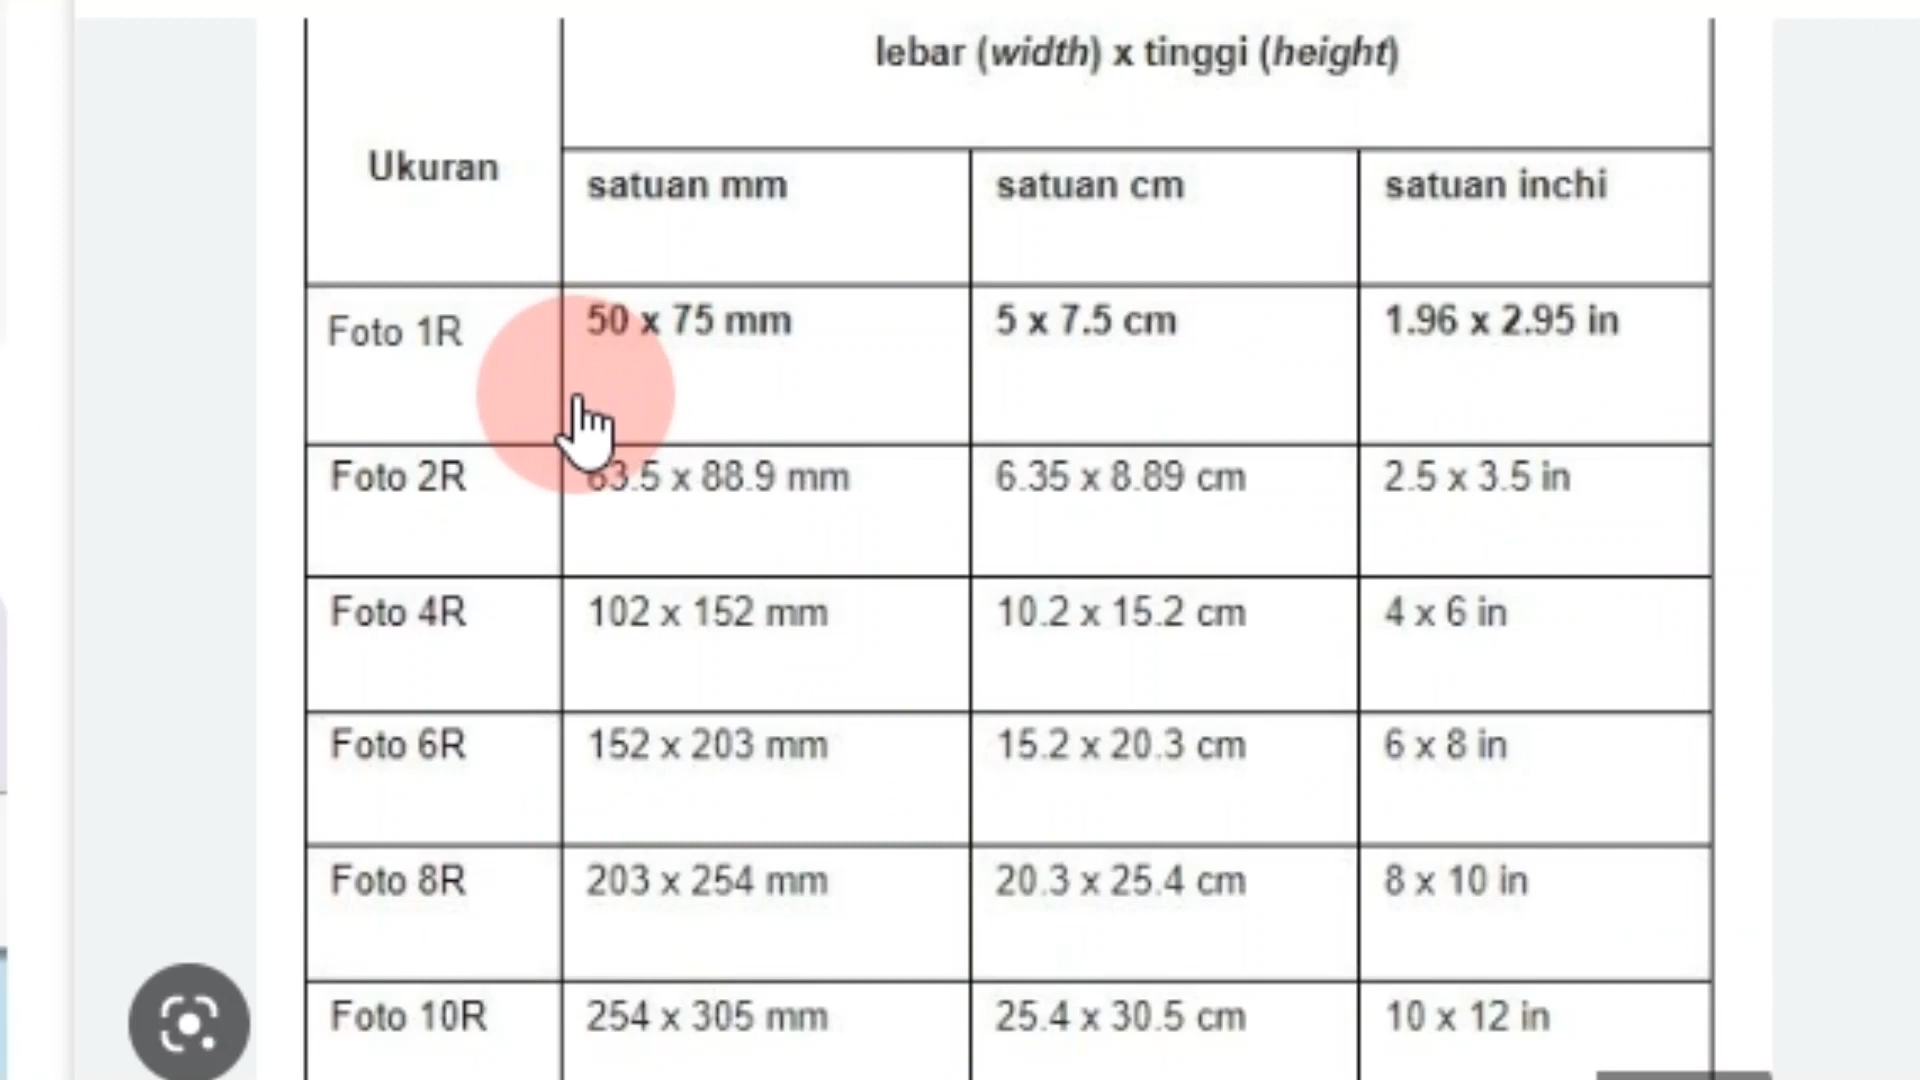 lebar (width) x tinggi (height)
Ukuran
satuan mm satuan cm satuan inchi
Foto 1R 50 x 75 mm 5 x 7.5 cm 1.96 x 2.95 in
Foto 2R 63.5 x 88.9 mm 6.35 x 8.89 cm 2.5 x 3.5 in
Foto 4R 102 x 152 mm 10.2 x 15.2 cm 4 x 6 in
Foto 6R 152 x 203 mm 15.2 x 20.3 cm 6 x 8 in
Foto 8R 203 x 254 mm 20.3 x 25.4 cm 8 x 10 in
Foto 10R 254 x 305 mm 25.4 x 30.5 cm 10 x 12 in